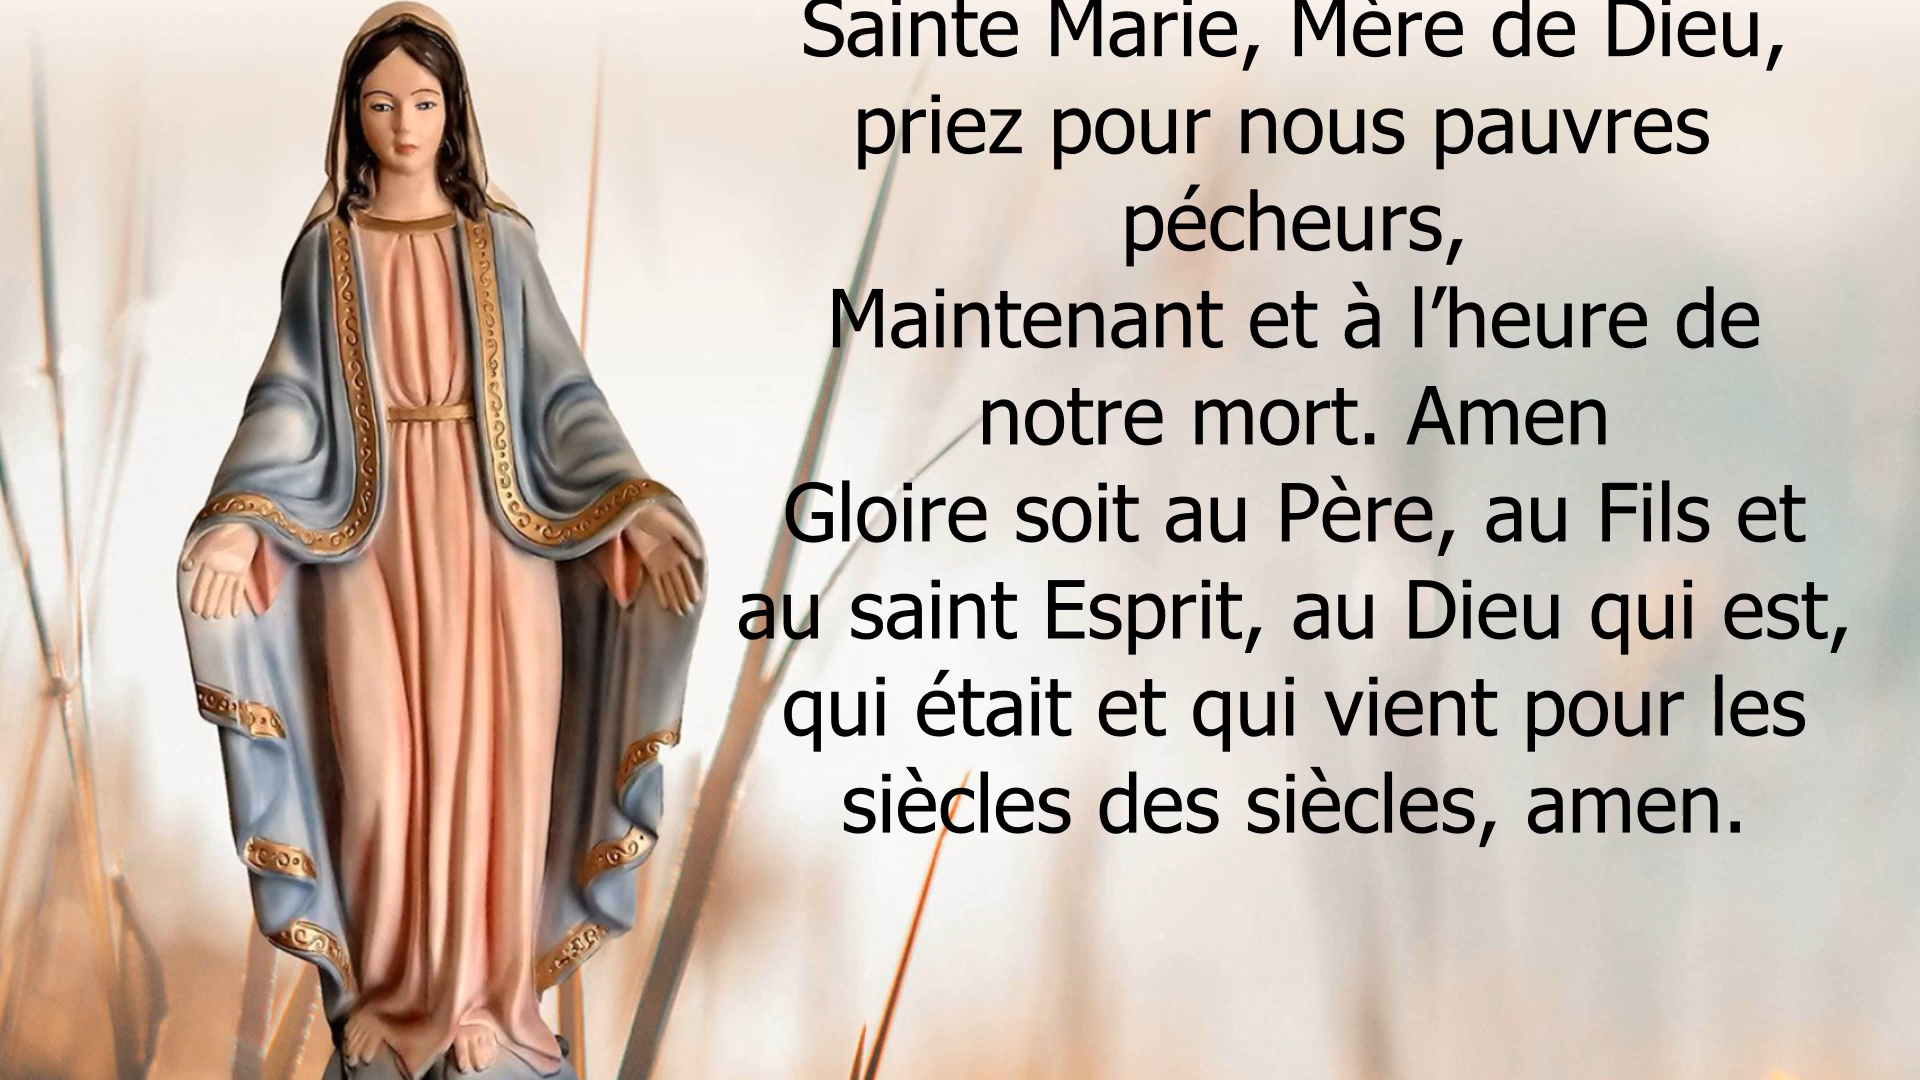 Sainte Marie, Mère de Dieu,
priez pour nous pauvres
pécheurs,
Maintenant et à l’heure de
notre mort. Amen
Gloire soit au Père, au Fils et
au saint Esprit, au Dieu qui est,
qui était et qui vient pour les
siècles des siècles, amen.